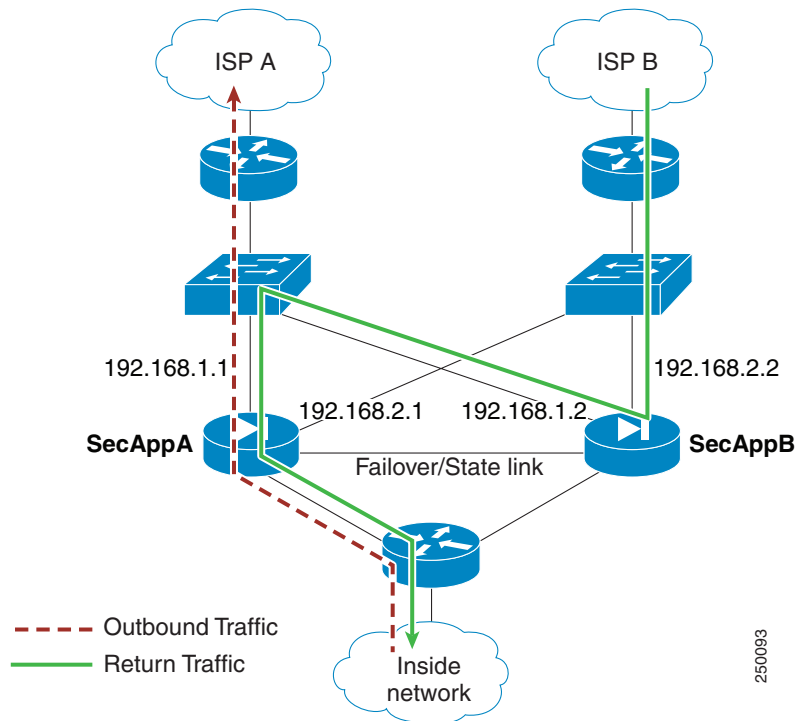 ISP A
ISP B
192.168.1.1
192.168.2.2
192.168.2.1
192.168.1.2
SecAppA
SecAppB
Failover/State link
Outbound Traffic
Return Traffic
Inside
network
250093